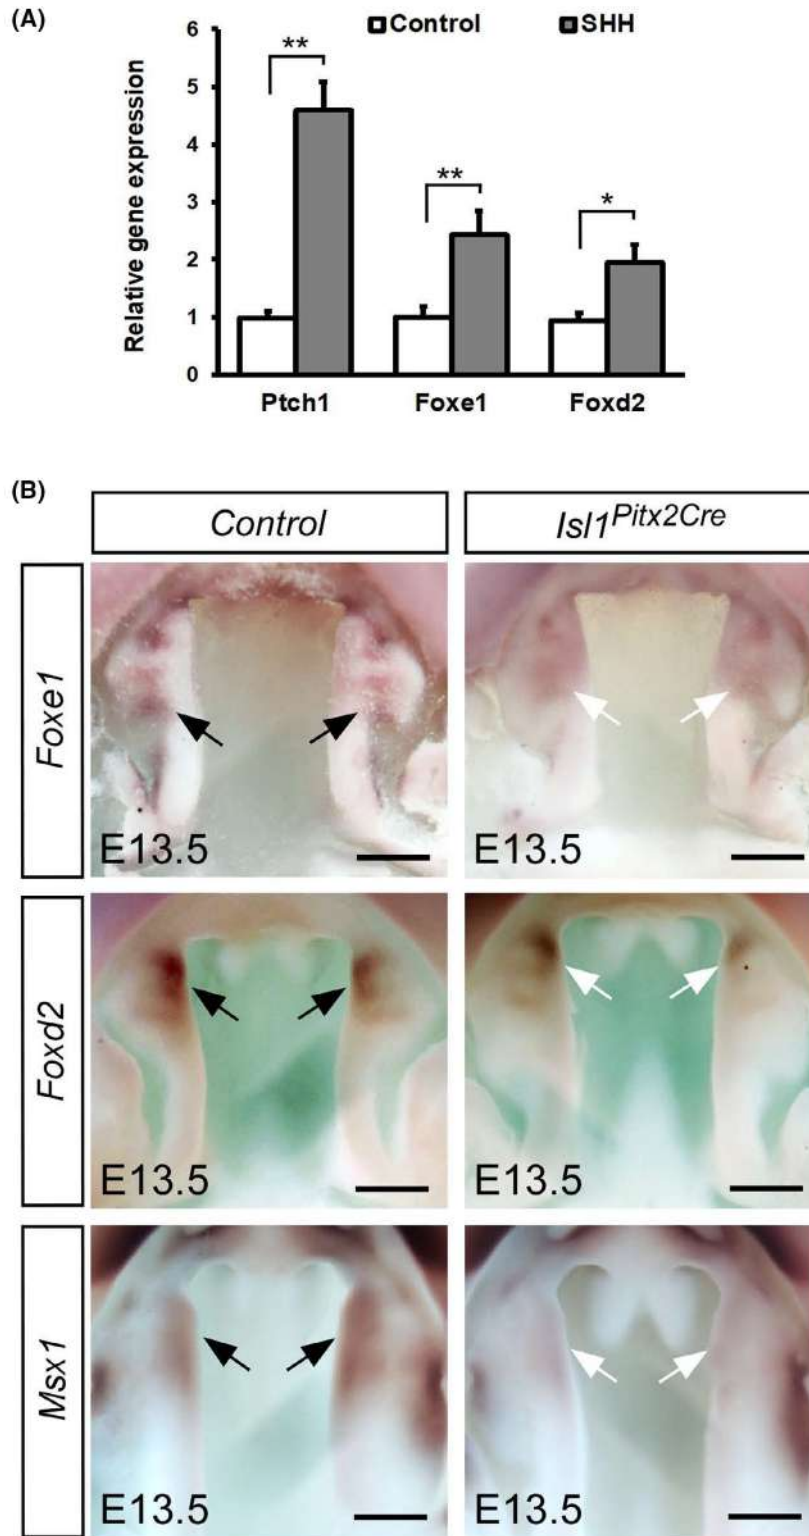 (A)
6
Control SHH
5
4
3
2
1
0
Relative gene expression
**
**
*
Ptch1 Foxe1 Foxd2
(B)
Control Isl1Pitx2Cre
Foxe1
E13.5 E13.5
Foxd2
E13.5 E13.5
Msx1
E13.5 E13.5